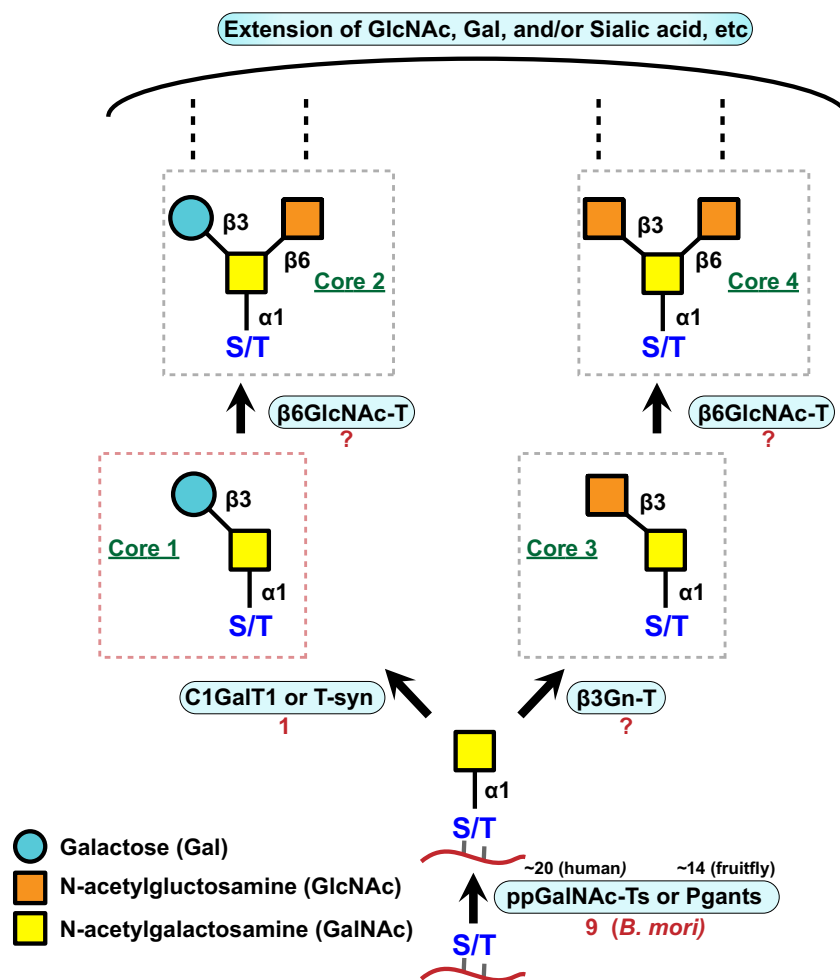 Extension of GlcNAc, Gal, and/or Sialic acid, etc
β3
β6
Core 2
α1
S/T
β3
β6
Core 4
α1
S/T
β6GlcNAc-T
?
β6GlcNAc-T
?
β3
Core 1
α1
S/T
β3
Core 3
α1
S/T
C1GalT1 or T-syn
1
β3Gn-T
?
α1
S/T
Galactose (Gal)
N-acetylgluctosamine (GlcNAc)
N-acetylgalactosamine (GalNAc)
~20 (human) ~14 (fruitfly)
ppGalNAc-Ts or Pgants
9 (B. mori)
S/T